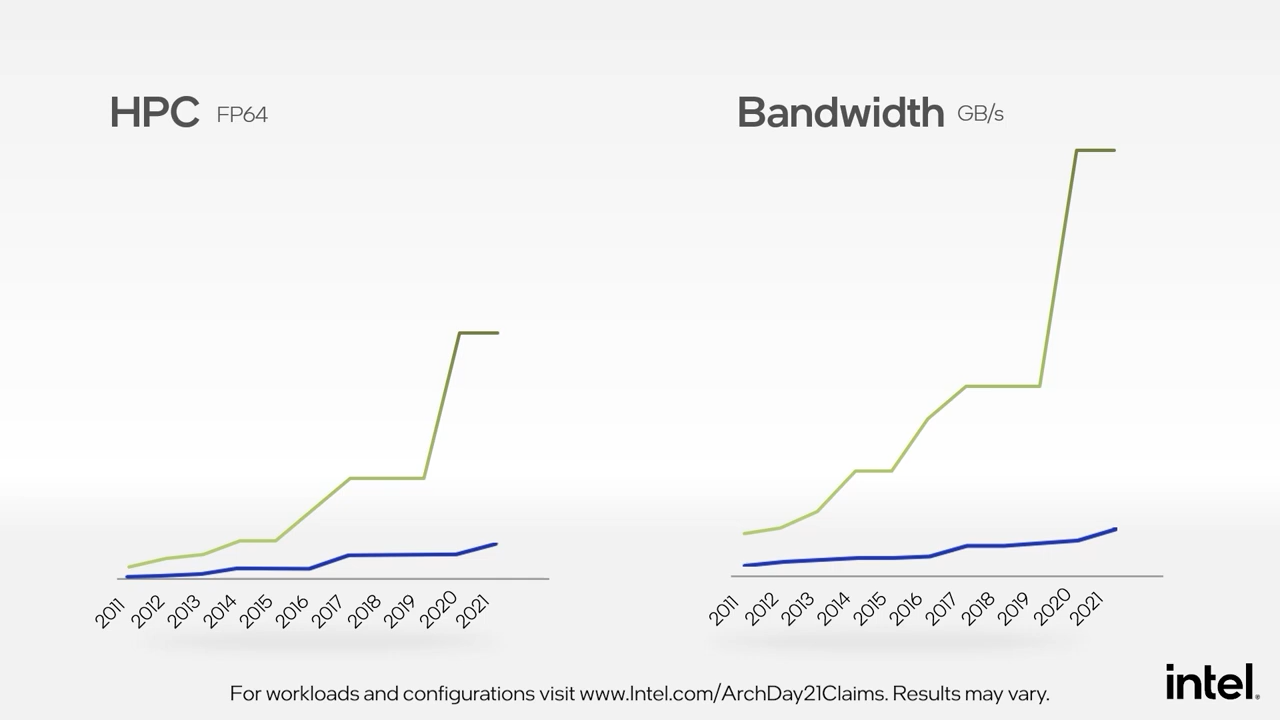 HPC FP64
Bandwidth GB/s
2011 2012 2013 2014 2015 2016 2017 2018 2019 2020 2021
2011 2012 2013 2014 2015 2016 2017 2018 2019 2020 2021
For workloads and configurations visit www.Intel.com/ArchDay21Claims. Results may vary.
intel.